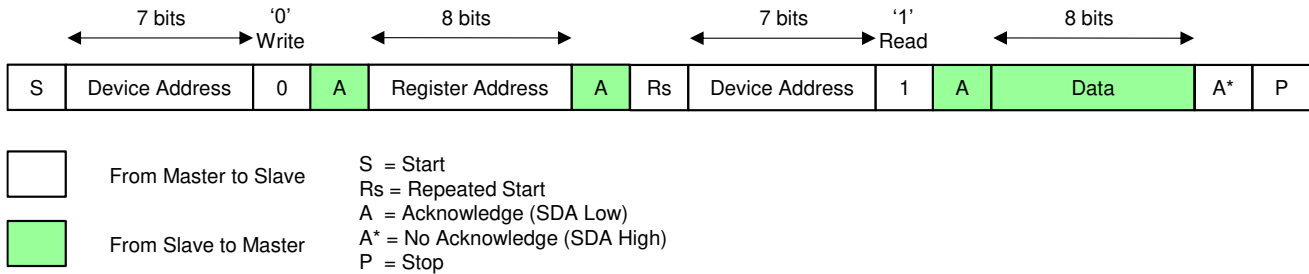 7 bits ‘0’ 8 bits 7 bits ‘1’ 8 bits
Write Read
S Device Address 0 A Register Address A Rs Device Address 1 A Data A* P
S = Start
From Master to Slave
Rs = Repeated Start
A = Acknowledge (SDA Low)
From Slave to Master
A* = No Acknowledge (SDA High)
P = Stop